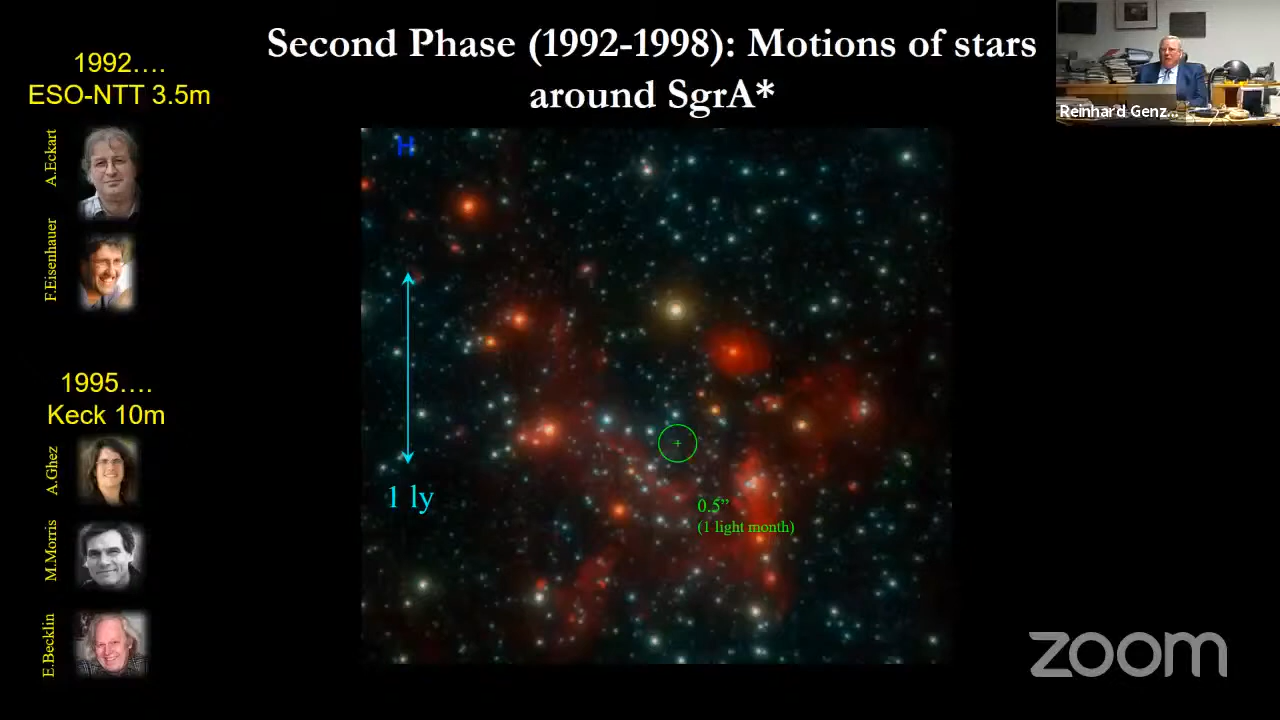 Second Phase (1992-1998): Motions of stars
around SgrA*
1992….
ESO-NTT 3.5m
A.Eckart
F.Eisenhauer
1995….
Keck 10m
A.Ghez
M.Morris
E.Becklin
H
1 ly
0.5”
(1 light month)
Reinhard Genz...
zoom